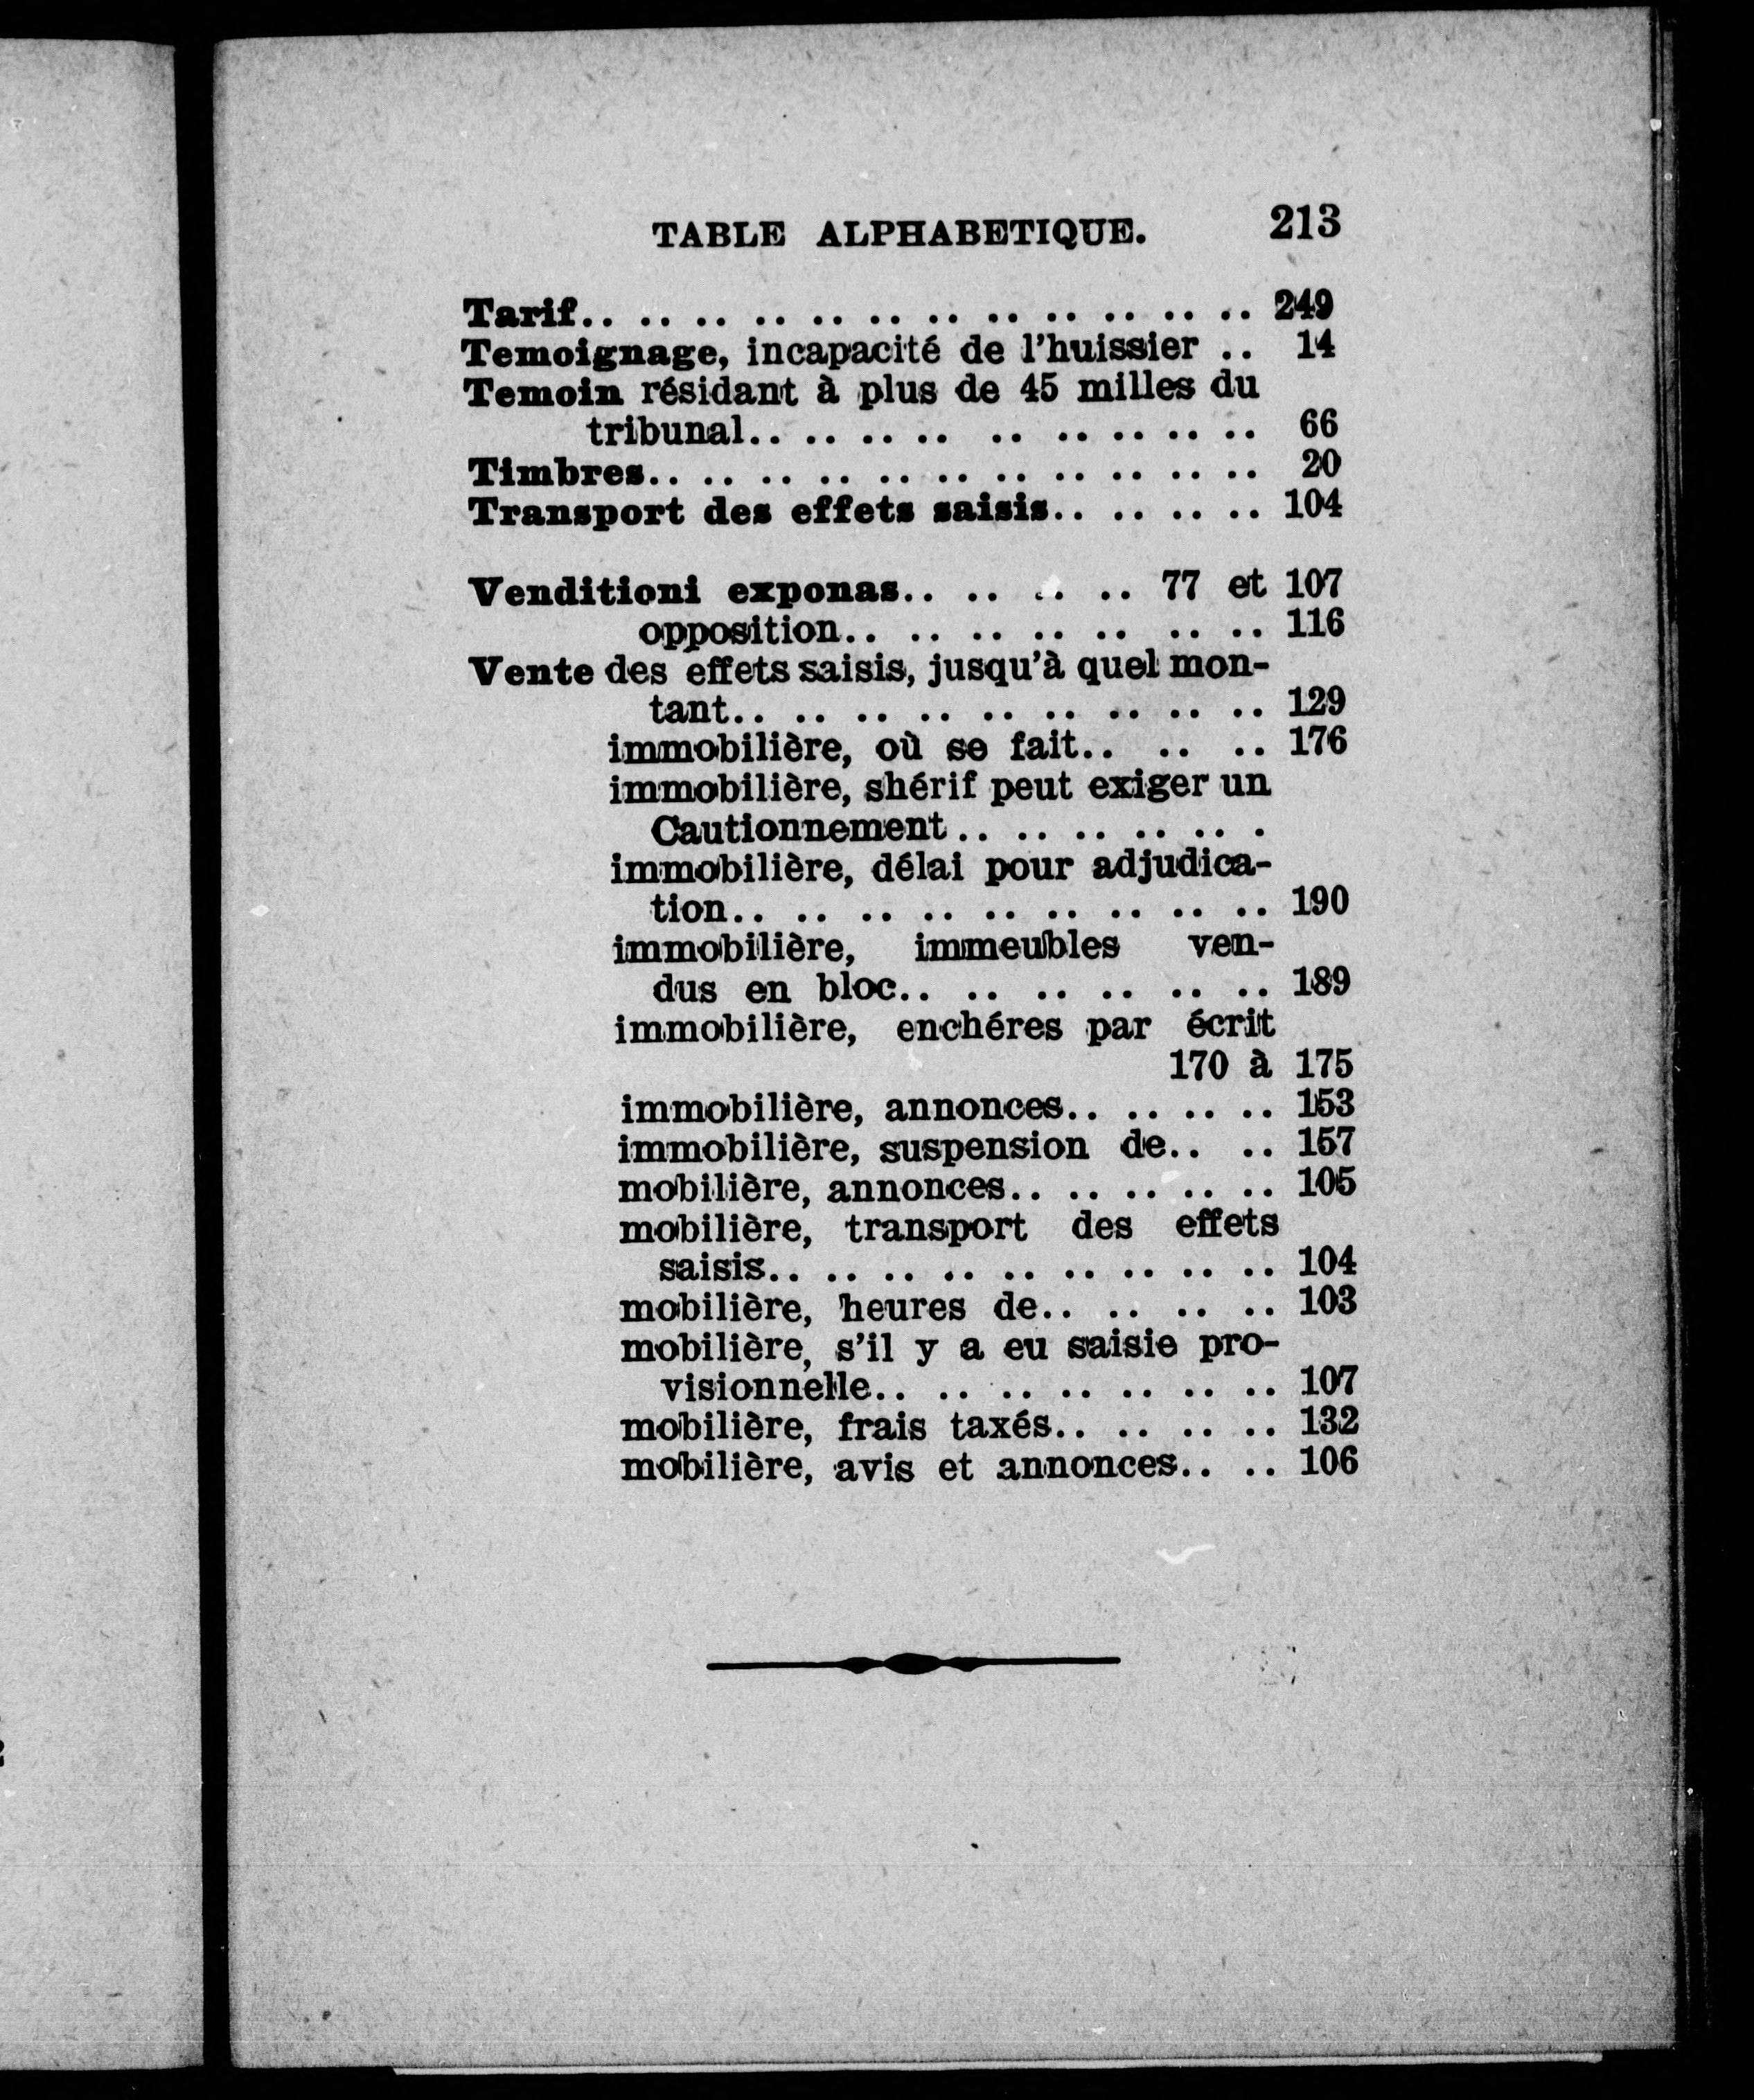 TABLE ALPHABETIQUE. 213
Tarif.. .. .. .. .. .. .. .. .. .. .. .. 249
Temoignage, incapacité de l'huissier .. 14
Temoin résidant à plus de 45 milles du
tribunal.. .. .. .. .. .. .. .. .. 66
Timbres.. .. .. .. .. .. .. .. .. .. .. 20
Transport des effets saisis.. .. .. .. 104
Venditioni exponas.. .. .. .. 77 et 107
opposition.. .. .. .. .. .. .. 116
Vente des effets saisis, jusqu'à quel mon-
tant.. .. .. .. .. .. .. .. .. 129
immobilière, où se fait.. .. .. 176
immobilière, shérif peut exiger un
Cautionnement .. .. .. .. .. .
immobilière, délai pour adjudica-
tion.. .. .. .. .. .. .. .. .. 190
immobilière, immeubles ven-
dus en bloc.. .. .. .. .. .. 189
immobilière, enchéres par écrit
170 à 175
immobilière, annonces.. .. .. .. 153
immobilière, suspension de.. .. 157
mobilière, annonces.. .. .. .. .. 105
mobilière, transport des effets
saisis.. .. .. .. .. .. .. .. .. 104
mobilière, heures de.. .. .. .. 103
mobilière, s'il y a eu saisie pro-
visionnelle.. .. .. .. .. .. .. 107
mobilière, frais taxés.. .. .. .. 132
mobilière, avis et annonces.. .. 106